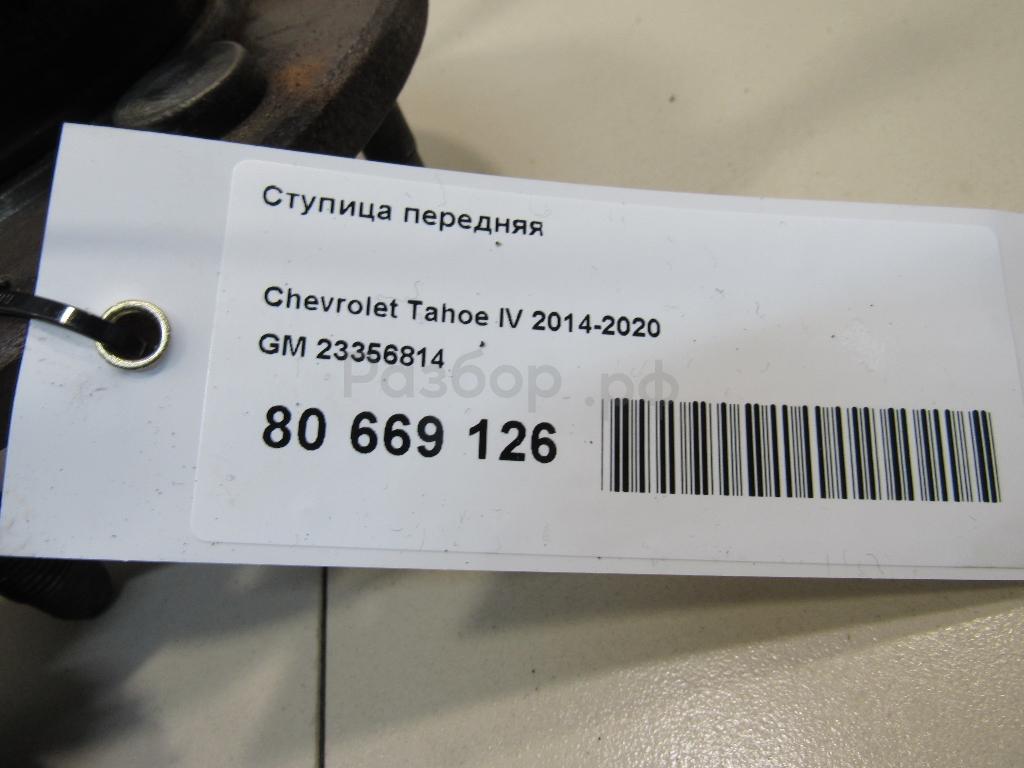 Ступица передняя
Chevrolet Tahoe IV 2014-2020
GM 23356814
Разбор.рф
80 669 126